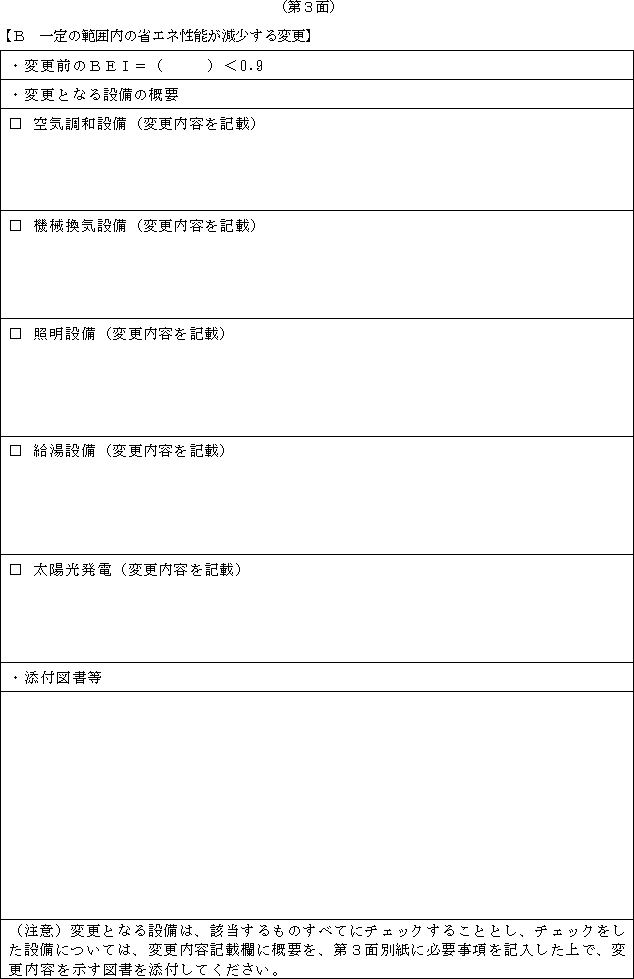 （第３面）
【Ｂ　一定の範囲内の省エネ性能が減少する変更】
・変更前のＢＥＩ＝（　　　）＜0.9
・変更となる設備の概要
□　空気調和設備（変更内容を記載）
□　機械換気設備（変更内容を記載）
□　照明設備（変更内容を記載）
□　給湯設備（変更内容を記載）
□　太陽光発電（変更内容を記載）
・添付図書等
（注意）変更となる設備は、該当するものすべてにチェックすることとし、チェックをし
た設備については、変更内容記載欄に概要を、第３面別紙に必要事項を記入した上で、変
更内容を示す図書を添付してください。